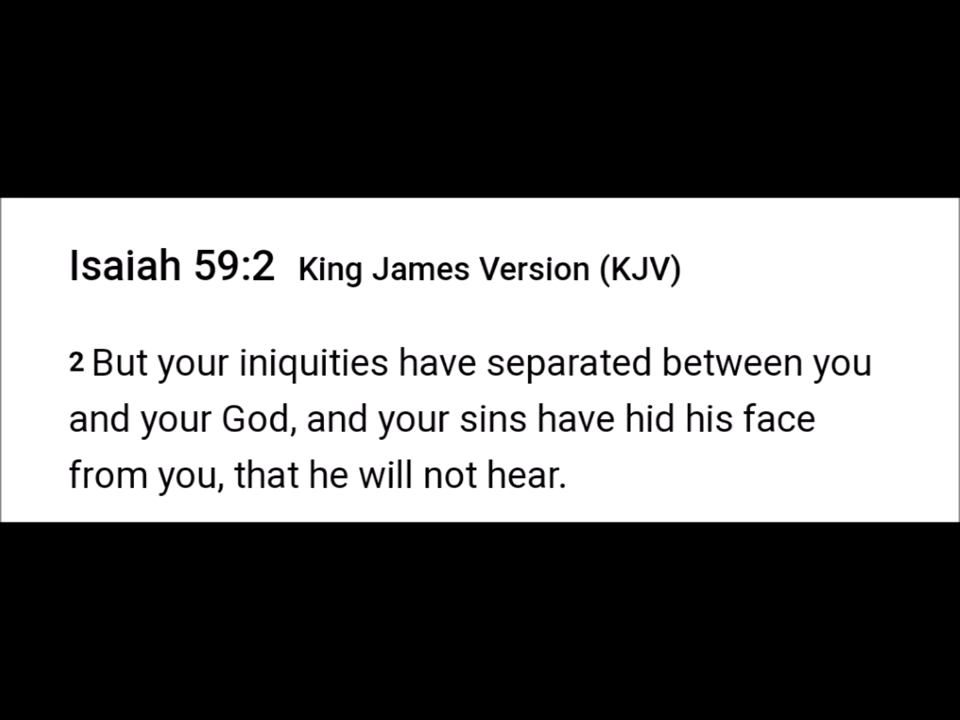 Isaiah 59:2 King James Version (KJV)
2 But your iniquities have separated between you
and your God, and your sins have hid his face
from you, that he will not hear.